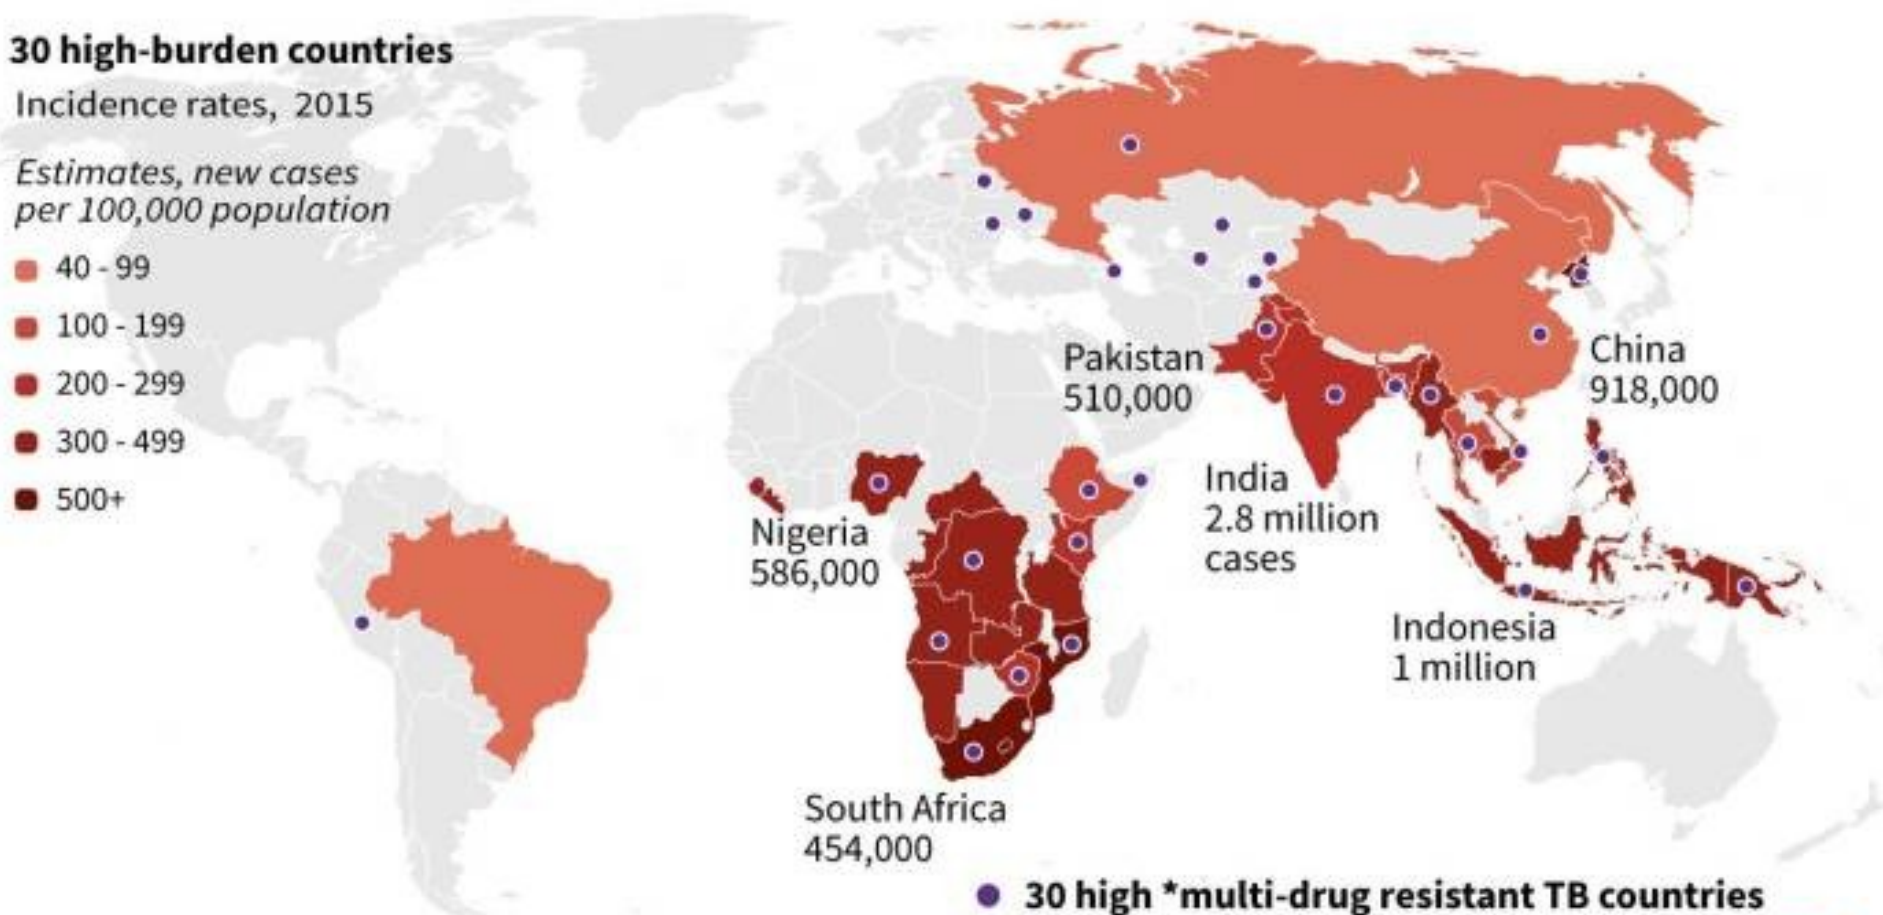 30 high-burden countries
Incidence rates, 2015
Estimates, new cases
per 100,000 population
40 - 99
100 - 199
200 - 299
300 - 499
500+
Pakistan
510,000
China
918,000
India
2.8 million
cases
Nigeria
586,000
Indonesia
1 million
South Africa
454,000
30 high *multi-drug resistant TB countries